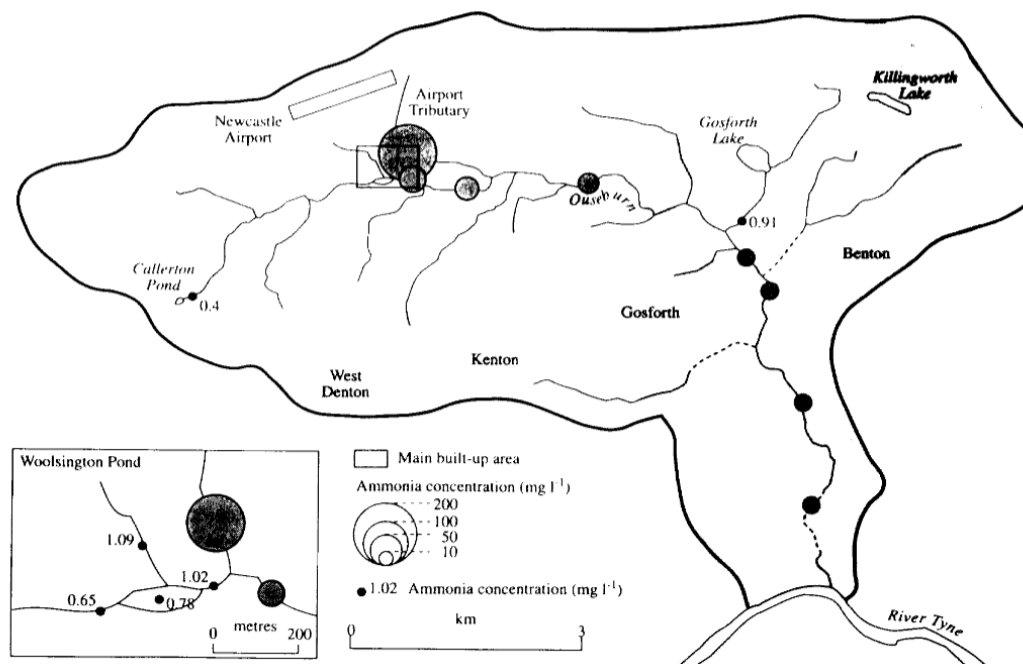 Killingworth
Lake
Airport
Tributary
Newcastle
Airport
Gosforth
Lake
Ouseburn
0.91
Benton
Callerton
Pond
0.4
Gosforth
Kenton
West
Denton
Woolsington Pond
1.09
1.02
0.65
0.78
metres
0 200
Main built-up area
Ammonia concentration (mg l⁻¹)
200
100
50
10
1.02 Ammonia concentration (mg l⁻¹)
km
0 3
River Tyne